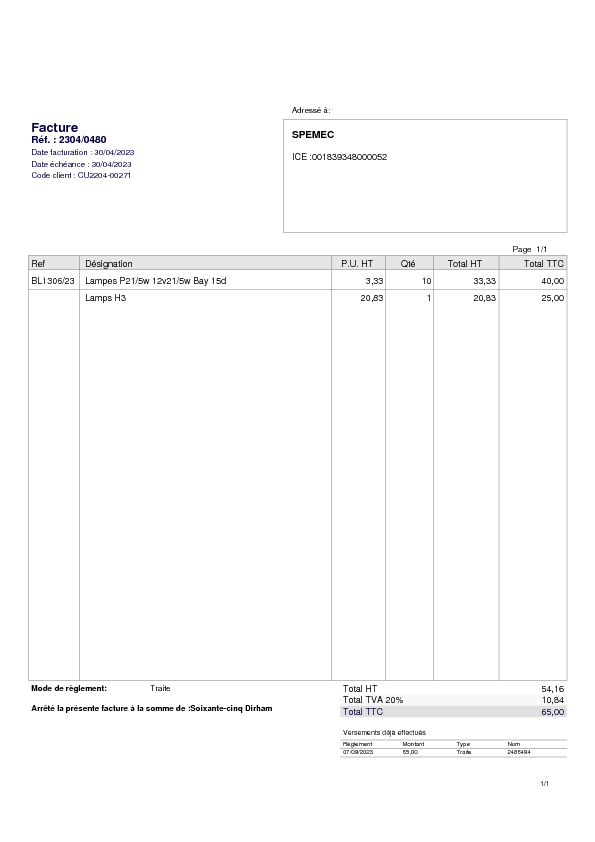 Adressé à:
Facture
Réf. : 2304/0480
Date facturation : 30/04/2023
Date échéance : 30/04/2023
Code client : CU2204-00271
SPEMEC
ICE :001839348000052
Page 1/1
Ref Désignation P.U. HT Qté Total HT Total TTC
BL1306/23 Lampes P21/5w 12v21/5w Bay 15d 3,33 10 33,33 40,00
Lamps H3 20,83 1 20,83 25,00
Mode de règlement: Traite
Arrêté la présente facture à la somme de :Soixante-cinq Dirham
Total HT 54,16
Total TVA 20% 10,84
Total TTC 65,00
Versements déjà effectués
Règlement Montant Type Num
07/09/2023 65,00 Traite 2486494
1/1